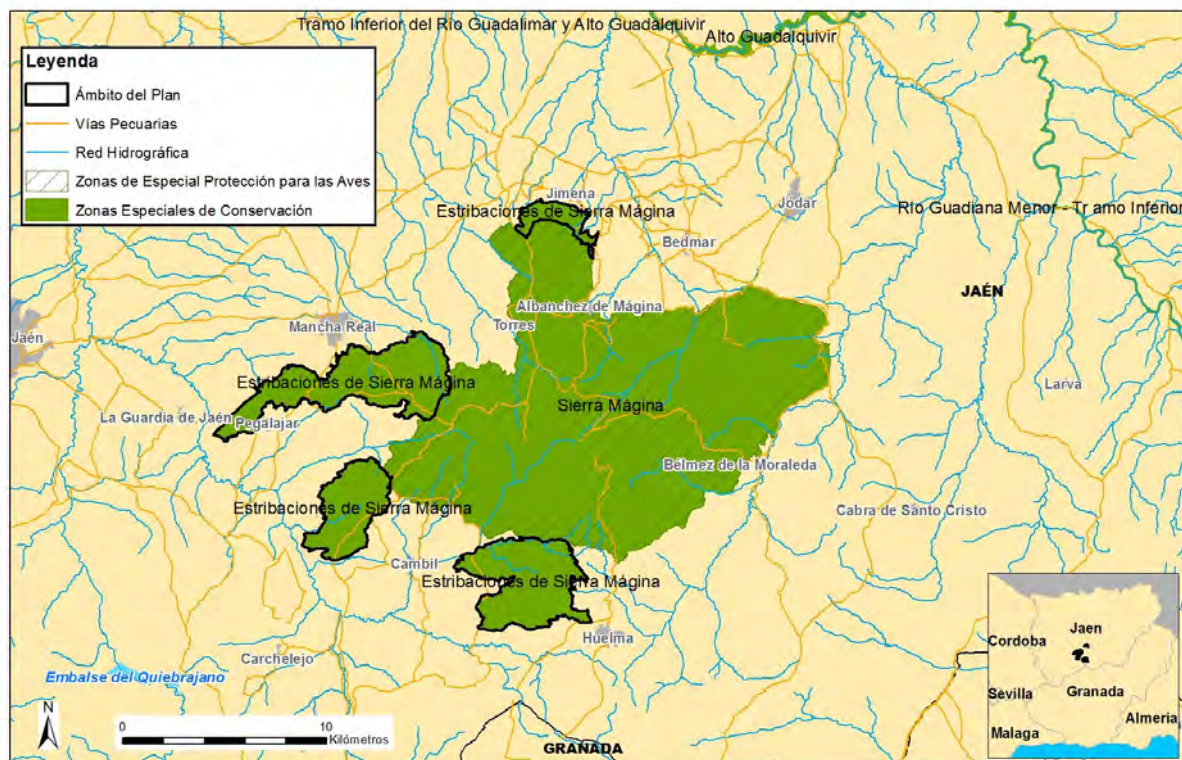 Tramo Inferior del Río Guadalimar y Alto Guadalquivir
Alto Guadalquivir
Leyenda
Ámbito del Plan
Vías Pecuarias
Red Hidrográfica
Zonas de Especial Protección para las Aves
Zonas Especiales de Conservación
Jimena
Estribaciones de Sierra Mágina
Jódar
Río Guadiana Menor - Tr amo Inferior
Bedmar
JAÉN
Albanchez de Mágina
Torres
Mancha Real
Jaén
Estribaciones de Sierra Mágina
Larva
Sierra Mágina
La Guardia de Jaén
Pegalajar
Bélmez de la Moraleda
Estribaciones de Sierra Mágina
Cabra de Santo Cristo
Cambil
Estribaciones de Sierra Mágina
Huelma
Carchelejo
Embalse del Quiebrajano
N
0
10
Kilómetros
GRANADA
Cordoba
Jaen
Sevilla
Granada
Almeria
Malaga